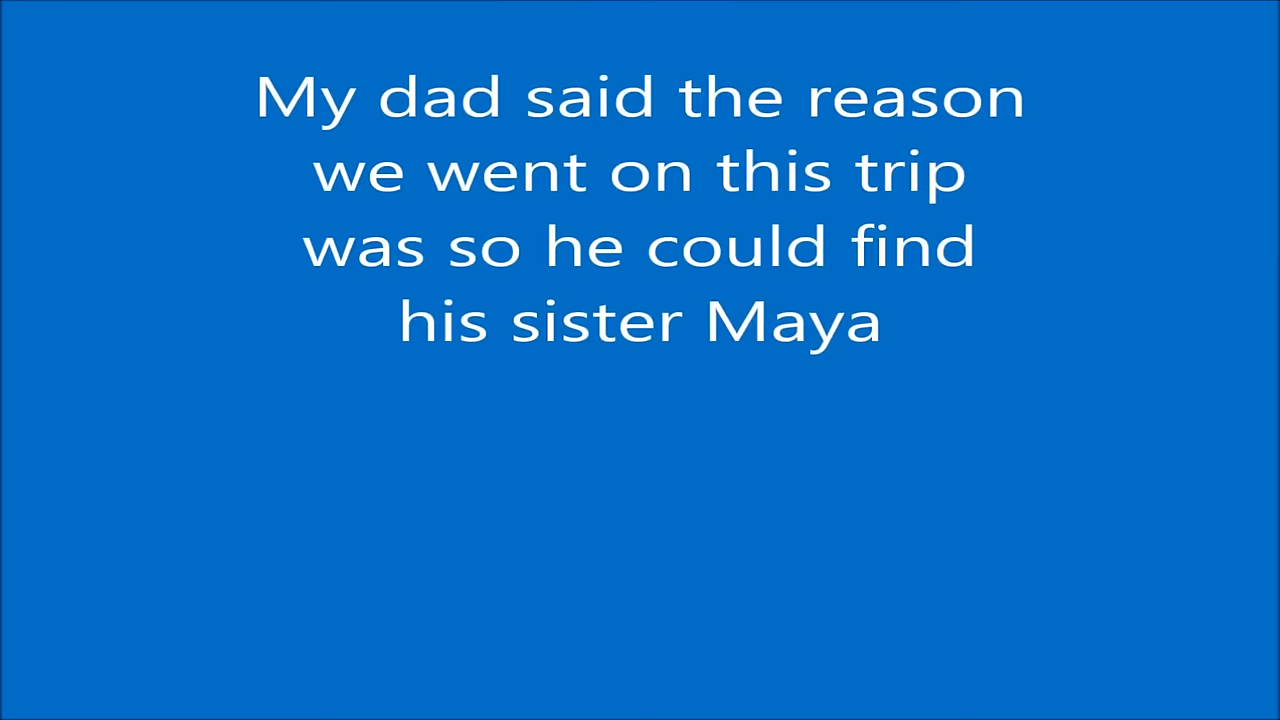 My dad said the reason
we went on this trip
was so he could find
his sister Maya